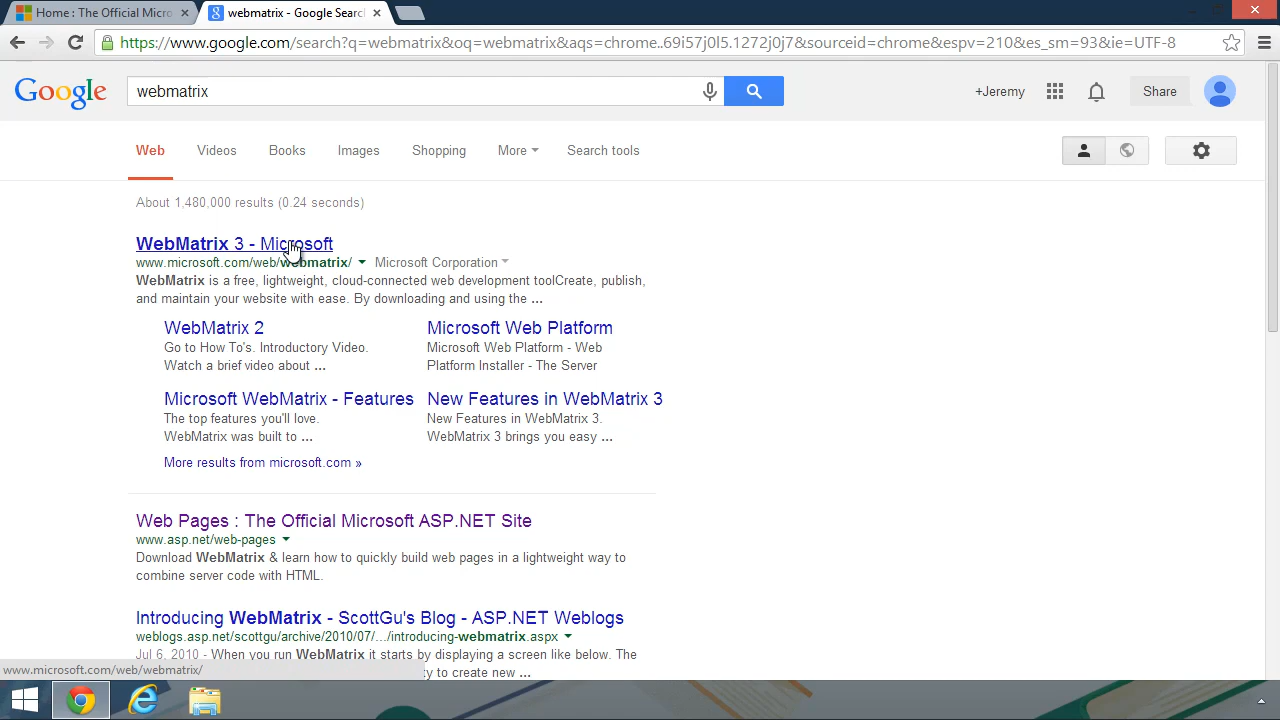 Home : The Official Micro
webmatrix - Google Searc
https://www.google.com/search?q=webmatrix&oq=webmatrix&aqs=chrome..69i57j0l5.1272j0j7&sourceid=chrome&espv=210&es_sm=93&ie=UTF-8
Google
webmatrix
+Jeremy
Share
Web Videos Books Images Shopping More Search tools
About 1,480,000 results (0.24 seconds)
WebMatrix 3 - Microsoft
www.microsoft.com/web/webmatrix/ Microsoft Corporation
WebMatrix is a free, lightweight, cloud-connected web development toolCreate, publish,
and maintain your website with ease. By downloading and using the ...
WebMatrix 2
Go to How To's. Introductory Video.
Watch a brief video about ...
Microsoft Web Platform
Microsoft Web Platform - Web
Platform Installer - The Server
Microsoft WebMatrix - Features
The top features you'll love.
WebMatrix was built to ...
New Features in WebMatrix 3
New Features in WebMatrix 3.
WebMatrix 3 brings you easy ...
More results from microsoft.com »
Web Pages : The Official Microsoft ASP.NET Site
www.asp.net/web-pages
Download WebMatrix & learn how to quickly build web pages in a lightweight way to
combine server code with HTML.
Introducing WebMatrix - ScottGu's Blog - ASP.NET Weblogs
weblogs.asp.net/scottgu/archive/2010/07/.../introducing-webmatrix.aspx
Jul 6, 2010 - When you run WebMatrix it starts by displaying a screen like below. The
ty to create new ...
www.microsoft.com/web/webmatrix/